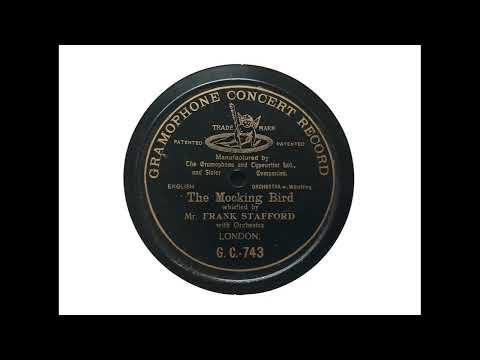 GRAMOPHONE CONCERT RECORD
TRADE MARK
PATENTED PATENTED
Manufactured by
The Gramophone and Typewriter Ltd.,
and Sister Companies.
ENGLISH ORCHESTRA w. Whistling
The Mocking Bird
whistled by
Mr. FRANK STAFFORD
with Orchestra
LONDON.
G.C.-743